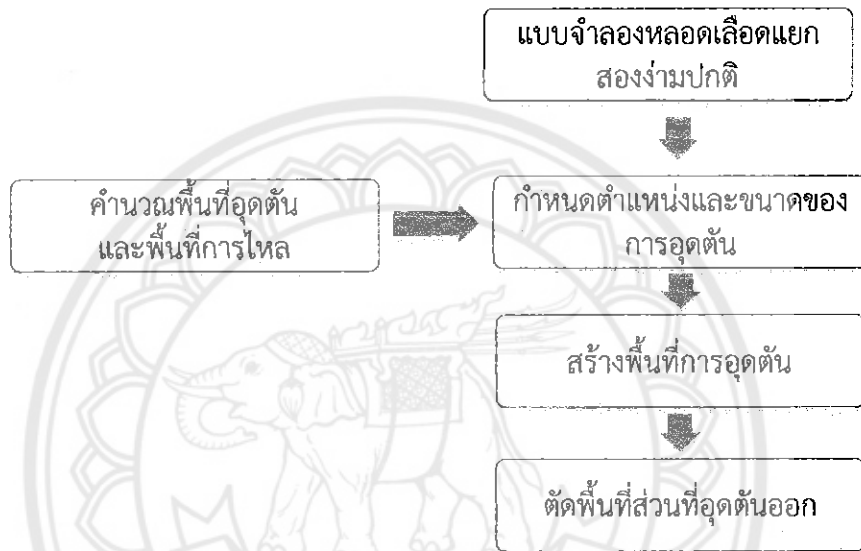 แบบจำลองหลอดเลือดแยก
สองง่ามปกติ
คำนวณพื้นที่อุดตัน
และพื้นที่การไหล
กำหนดตำแหน่งและขนาดของ
การอุดตัน
สร้างพื้นที่การอุดตัน
ตัดพื้นที่ส่วนที่อุดตันออก